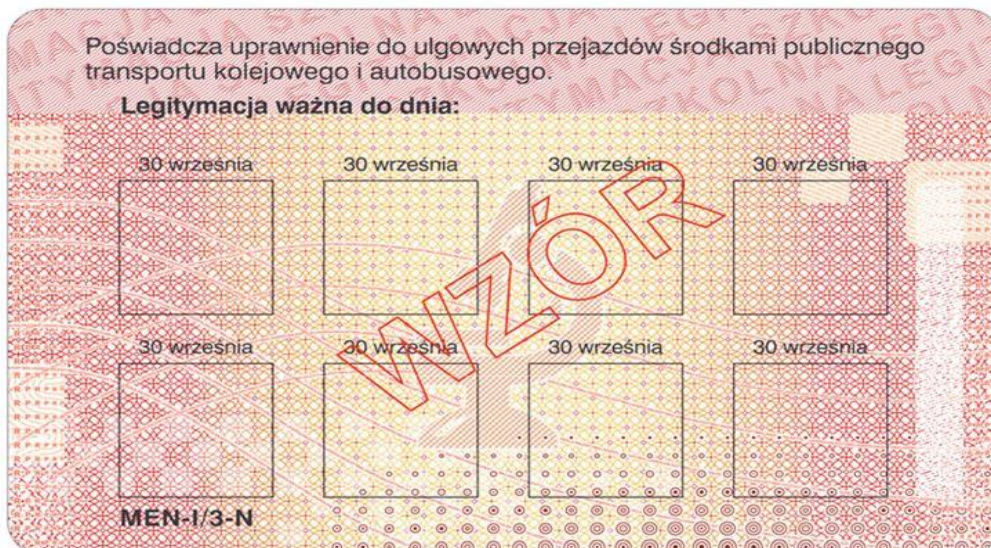 Poświadcza uprawnienie do ulgowych przejazdów środkami publicznego
transportu kolejowego i autobusowego.
Legitymacja ważna do dnia:
30 września 30 września 30 września 30 września
WZÓR
30 września 30 września 30 września 30 września
MEN-I/3-N